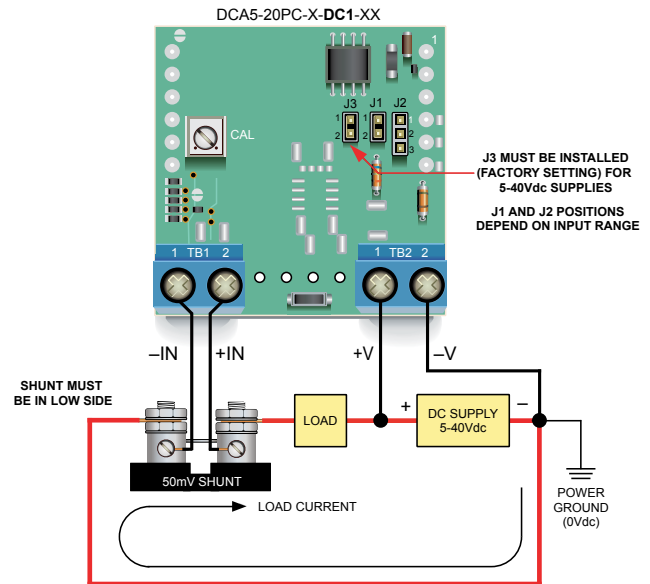 DCA5-20PC-X-DC1-XX
1
J3 J1 J2
1 1 1
2 2 2
3
CAL
J3 MUST BE INSTALLED
(FACTORY SETTING) FOR
5-40Vdc SUPPLIES
J1 AND J2 POSITIONS
DEPEND ON INPUT RANGE
1 TB1 2
1 TB2 2
–IN +IN
+V –V
SHUNT MUST
BE IN LOW SIDE
LOAD
+
DC SUPPLY
5-40Vdc
–
50mV SHUNT
LOAD CURRENT
POWER
GROUND
(0Vdc)